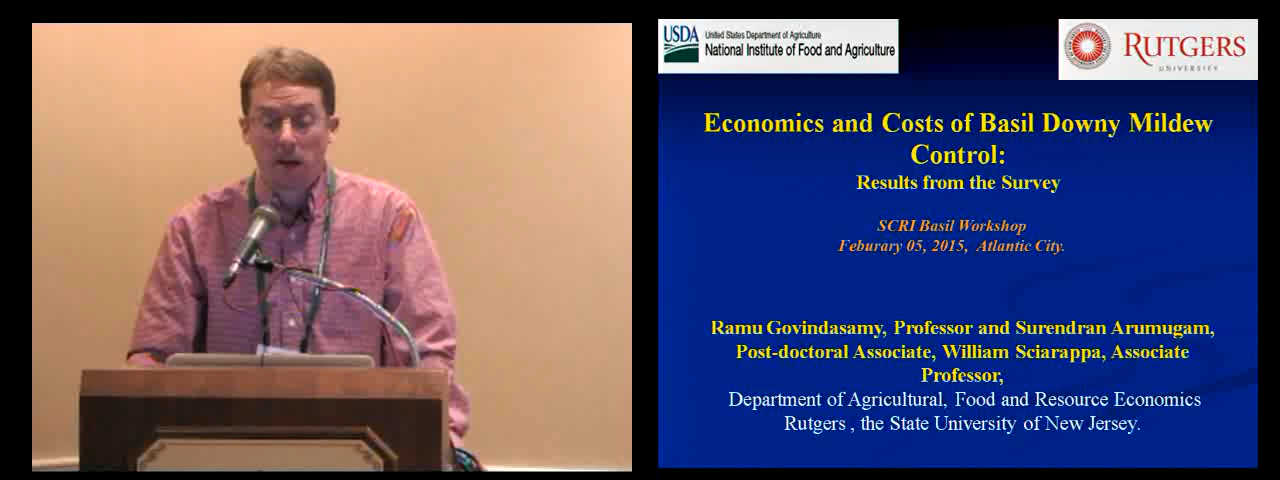 USDA
United States Department of Agriculture
National Institute of Food and Agriculture
RUTGERS
UNIVERSITY
Economics and Costs of Basil Downy Mildew
Control:
Results from the Survey
SCRI Basil Workshop
Feburary 05, 2015, Atlantic City.
Ramu Govindasamy, Professor and Surendran Arumugam,
Post-doctoral Associate, William Sciarappa, Associate
Professor,
Department of Agricultural, Food and Resource Economics
Rutgers , the State University of New Jersey.